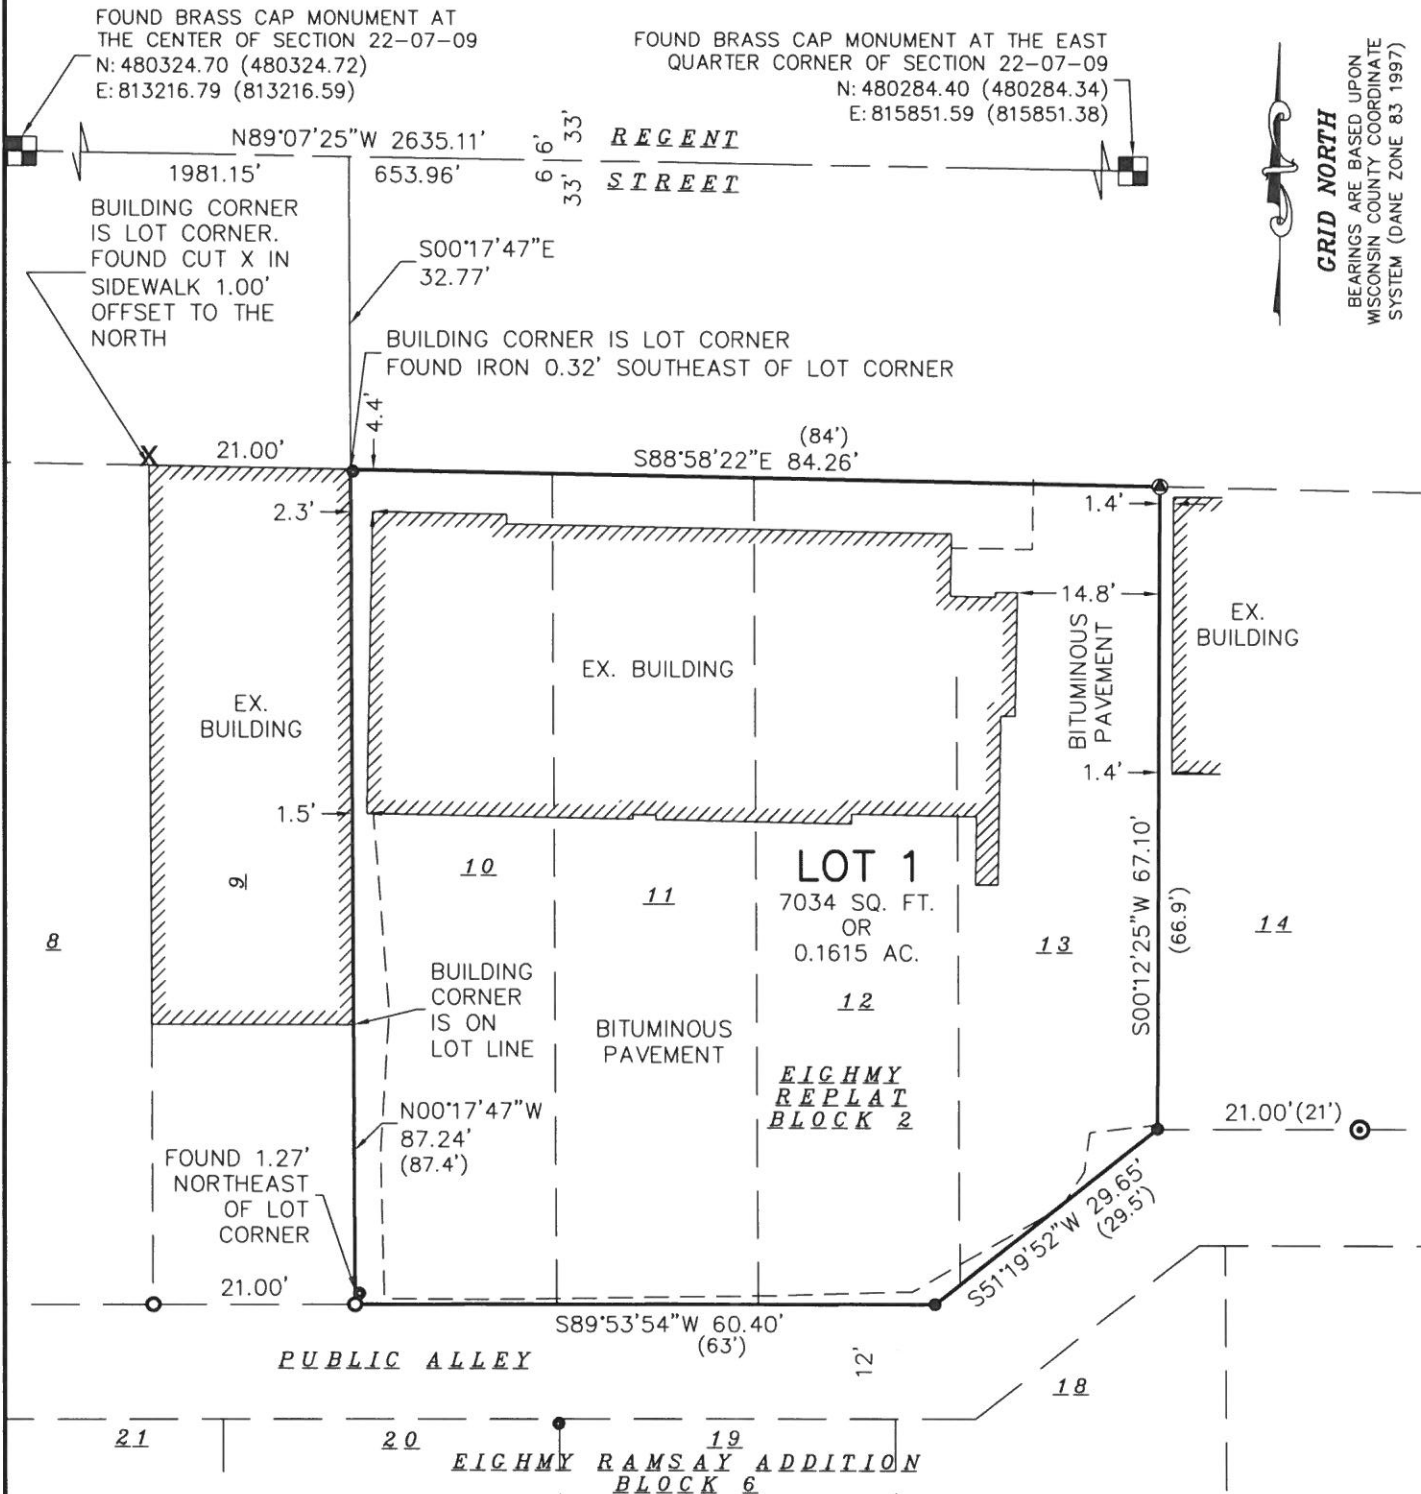 FOUND BRASS CAP MONUMENT AT
THE CENTER OF SECTION 22-07-09
N: 480324.70 (480324.72)
E: 813216.79 (813216.59)
FOUND BRASS CAP MONUMENT AT THE EAST
QUARTER CORNER OF SECTION 22-07-09
N: 480284.40 (480284.34)
E: 815851.59 (815851.38)
GRID NORTH
BEARINGS ARE BASED UPON
WISCONSIN COUNTY COORDINATE
SYSTEM (DANE ZONE 83 1997)
N89°07'25"W 2635.11'
1981.15'
653.96'
6' 33'
6' 33'
REGENT
STREET
BUILDING CORNER
IS LOT CORNER.
FOUND CUT X IN
SIDEWALK 1.00'
OFFSET TO THE
NORTH
S00°17'47"E
32.77'
BUILDING CORNER IS LOT CORNER
FOUND IRON 0.32' SOUTHEAST OF LOT CORNER
X
21.00'
4.4'
(84')
S88°58'22"E 84.26'
2.3'
1.4'
14.8'
BITUMINOUS
PAVEMENT
EX.
BUILDING
EX. BUILDING
EX.
BUILDING
1.4'
1.5'
9
8
10
11
LOT 1
7034 SQ. FT.
OR
0.1615 AC.
12
13
14
S00°12'25"W 67.10'
(66.9')
BUILDING
CORNER
IS ON
LOT LINE
BITUMINOUS
PAVEMENT
EIGHMY
REPLAT
BLOCK 2
N00°17'47"W
87.24'
(87.4')
21.00'(21')
FOUND 1.27'
NORTHEAST
OF LOT
CORNER
S51°19'52"W 29.65'
(29.5')
21.00'
S89°53'54"W 60.40'
(63')
PUBLIC ALLEY
12'
18
21
20
19
EIGHMY RAMSAY ADDITION
BLOCK 6